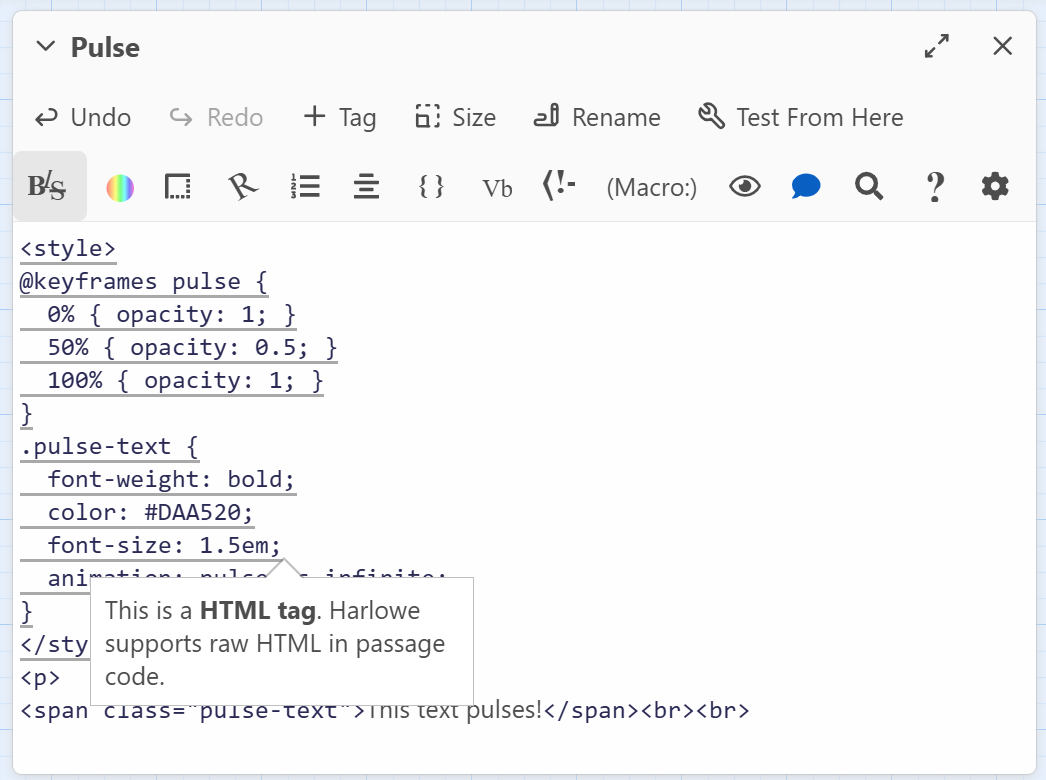 Pulse
Undo Redo + Tag Size Rename Test From Here
BIS { } Vb (!- (Macro:) ?
<style>
@keyframes pulse {
  0% { opacity: 1; }
  50% { opacity: 0.5; }
  100% { opacity: 1; }
}
.pulse-text {
  font-weight: bold;
  color: #DAA520;
  font-size: 1.5em;
  animation: pulse infinite;
}
</sty
This is a HTML tag. Harlowe
supports raw HTML in passage
code.
<p>
<span class="pulse-text">This text pulses!</span><br><br>